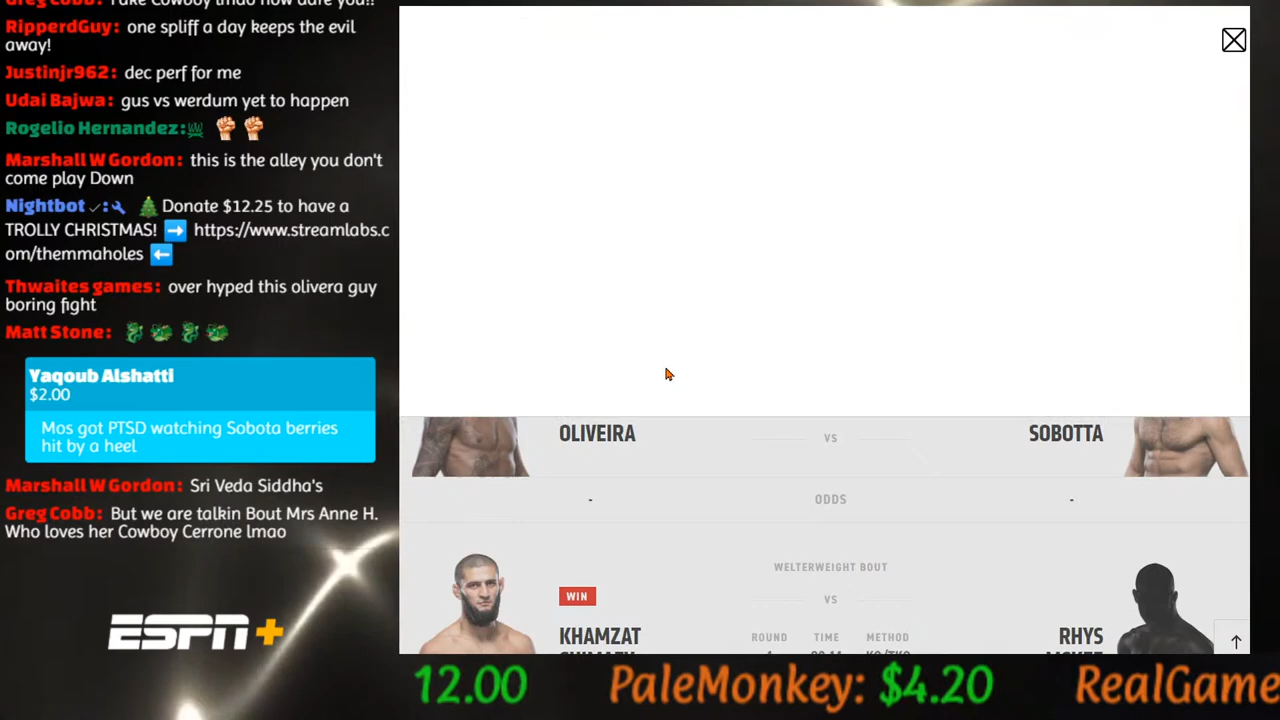 RipperdGuy: one spliff a day keeps the evil
away!
Justinjr962: dec perf for me
Udai Bajwa: gus vs werdum yet to happen
Rogelio Hernandez:
Marshall W Gordon: this is the alley you don't
come play Down
Nightbot ✓: 🔧 🎄 Donate $12.25 to have a
TROLLY CHRISTMAS! ➡️ https://www.streamlabs.c
om/themmaholes ⬅️
Thwaites games: over hyped this olivera guy
boring fight
Matt Stone: 🐉 🐲 🐉 🐲
Yaqoub Alshatti
$2.00
Mos got PTSD watching Sobota berries
hit by a heel
Marshall W Gordon: Sri Veda Siddha's
Greg Cobb: But we are talkin Bout Mrs Anne H.
Who loves her Cowboy Cerrone lmao
ESPN+
OLIVEIRA VS SOBOTTA
- ODDS -
WELTERWEIGHT BOUT
WIN
VS
KHAMZAT
ROUND TIME METHOD
RHYS
12.00 PaleMonkey: $4.20 RealGame